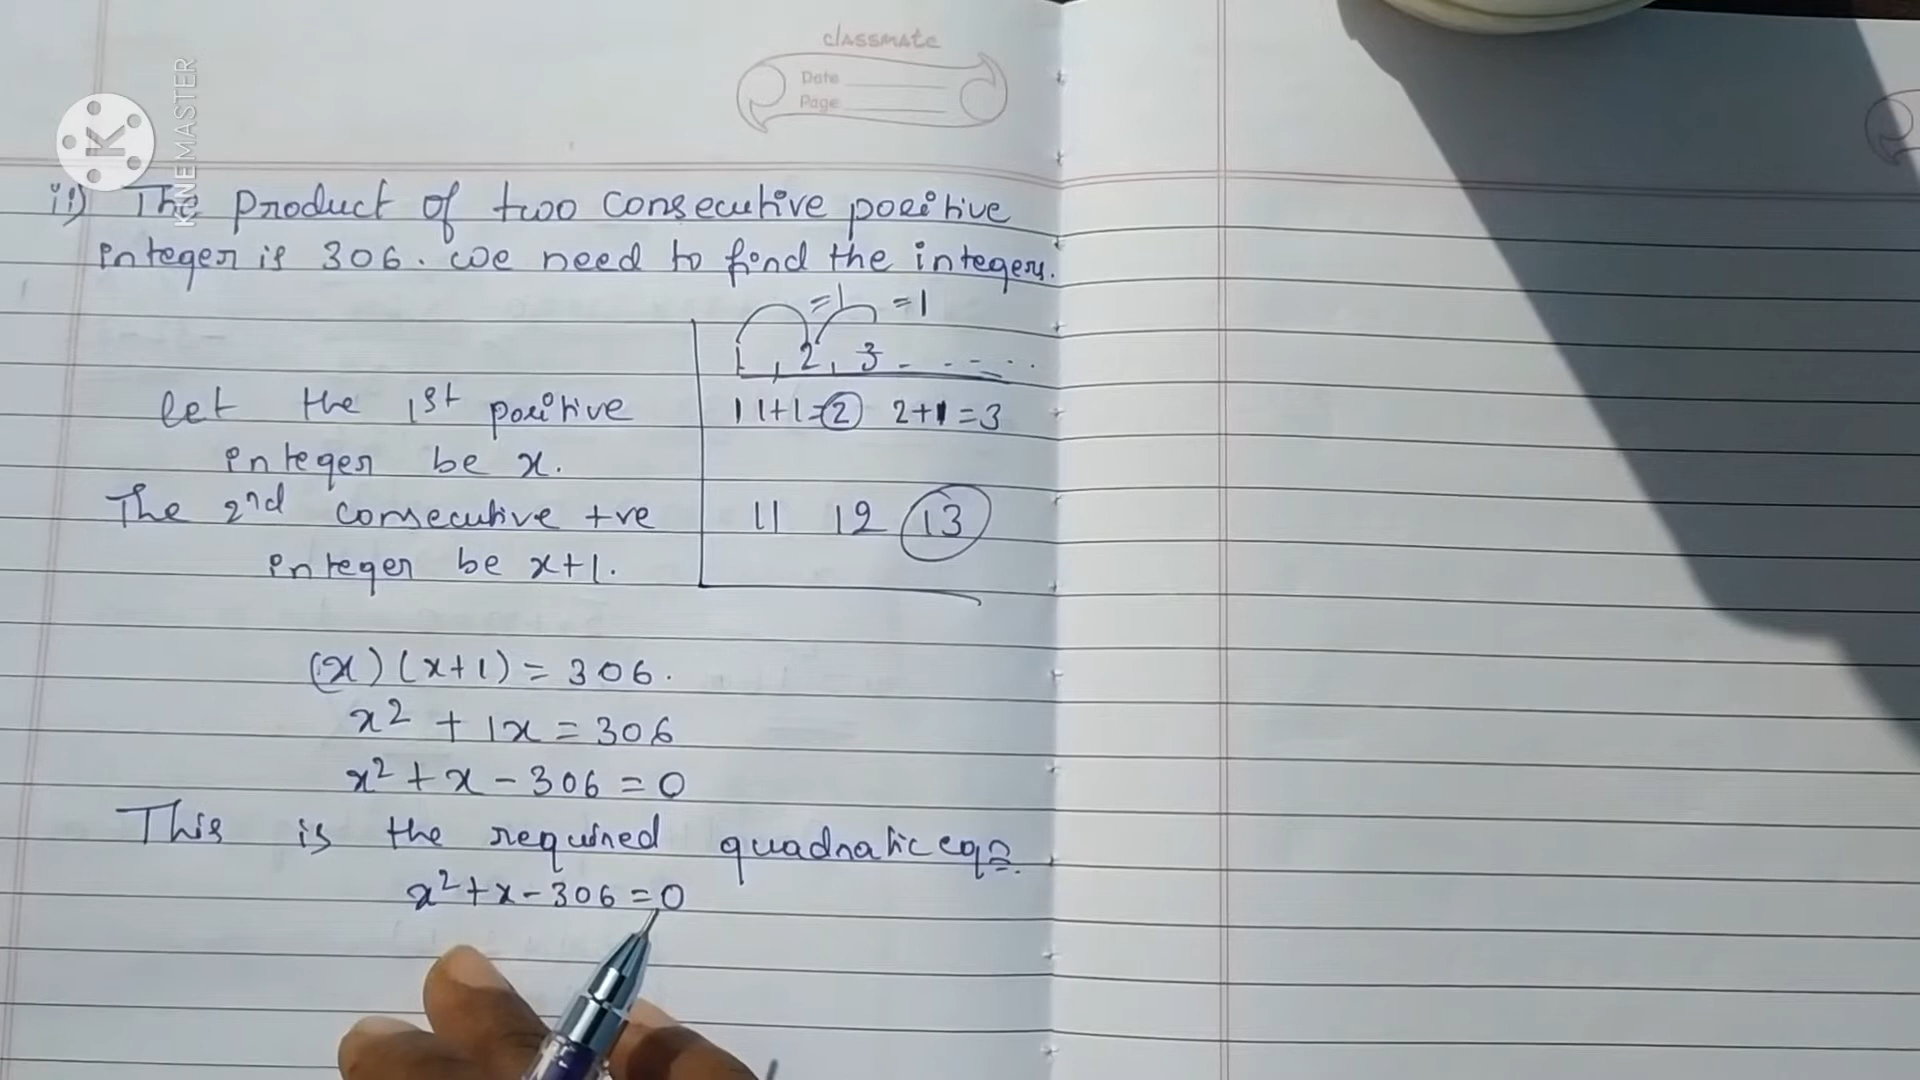 classmate
Date
Page
KINEMASTER
ii) The product of two consecutive positive
integer is 306. we need to find the integers.
=1 =1
1, 2, 3 - - - - ..
let the 1st positive
1 1+1=2 2+1=3
integer be x.
The 2nd consecutive +ve
11 12 13
integer be x+1.
(x)(x+1) = 306.
x² + 1x = 306
x² + x - 306 = 0
This is the required quadratic eqn.
x² + x - 306 = 0